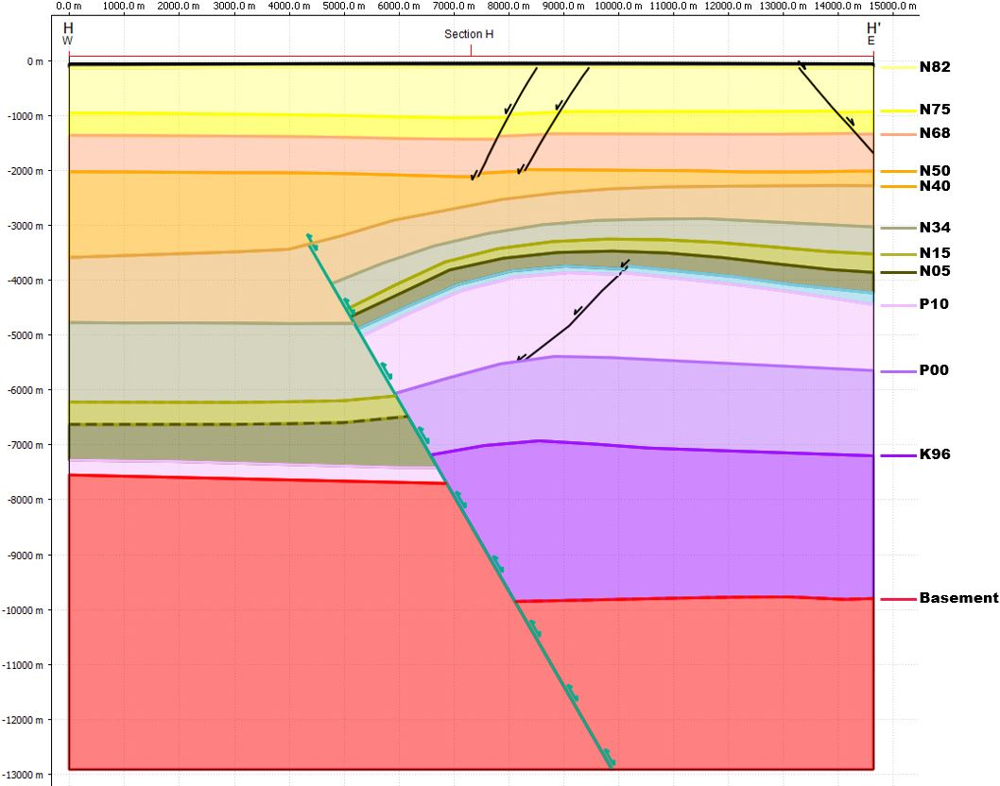 0.0 m 1000.0 m 2000.0 m 3000.0 m 4000.0 m 5000.0 m 6000.0 m 7000.0 m 8000.0 m 9000.0 m 10000.0 m 11000.0 m 12000.0 m 13000.0 m 14000.0 m 15000.0 m
H H'
W Section H E
0 m
N82
N75
-1000 m
N68
-2000 m N50
N40
-3000 m N34
N15
N05
-4000 m
P10
-5000 m
P00
-6000 m
-7000 m
K96
-8000 m
-9000 m
Basement
-10000 m
-11000 m
-12000 m
-13000 m